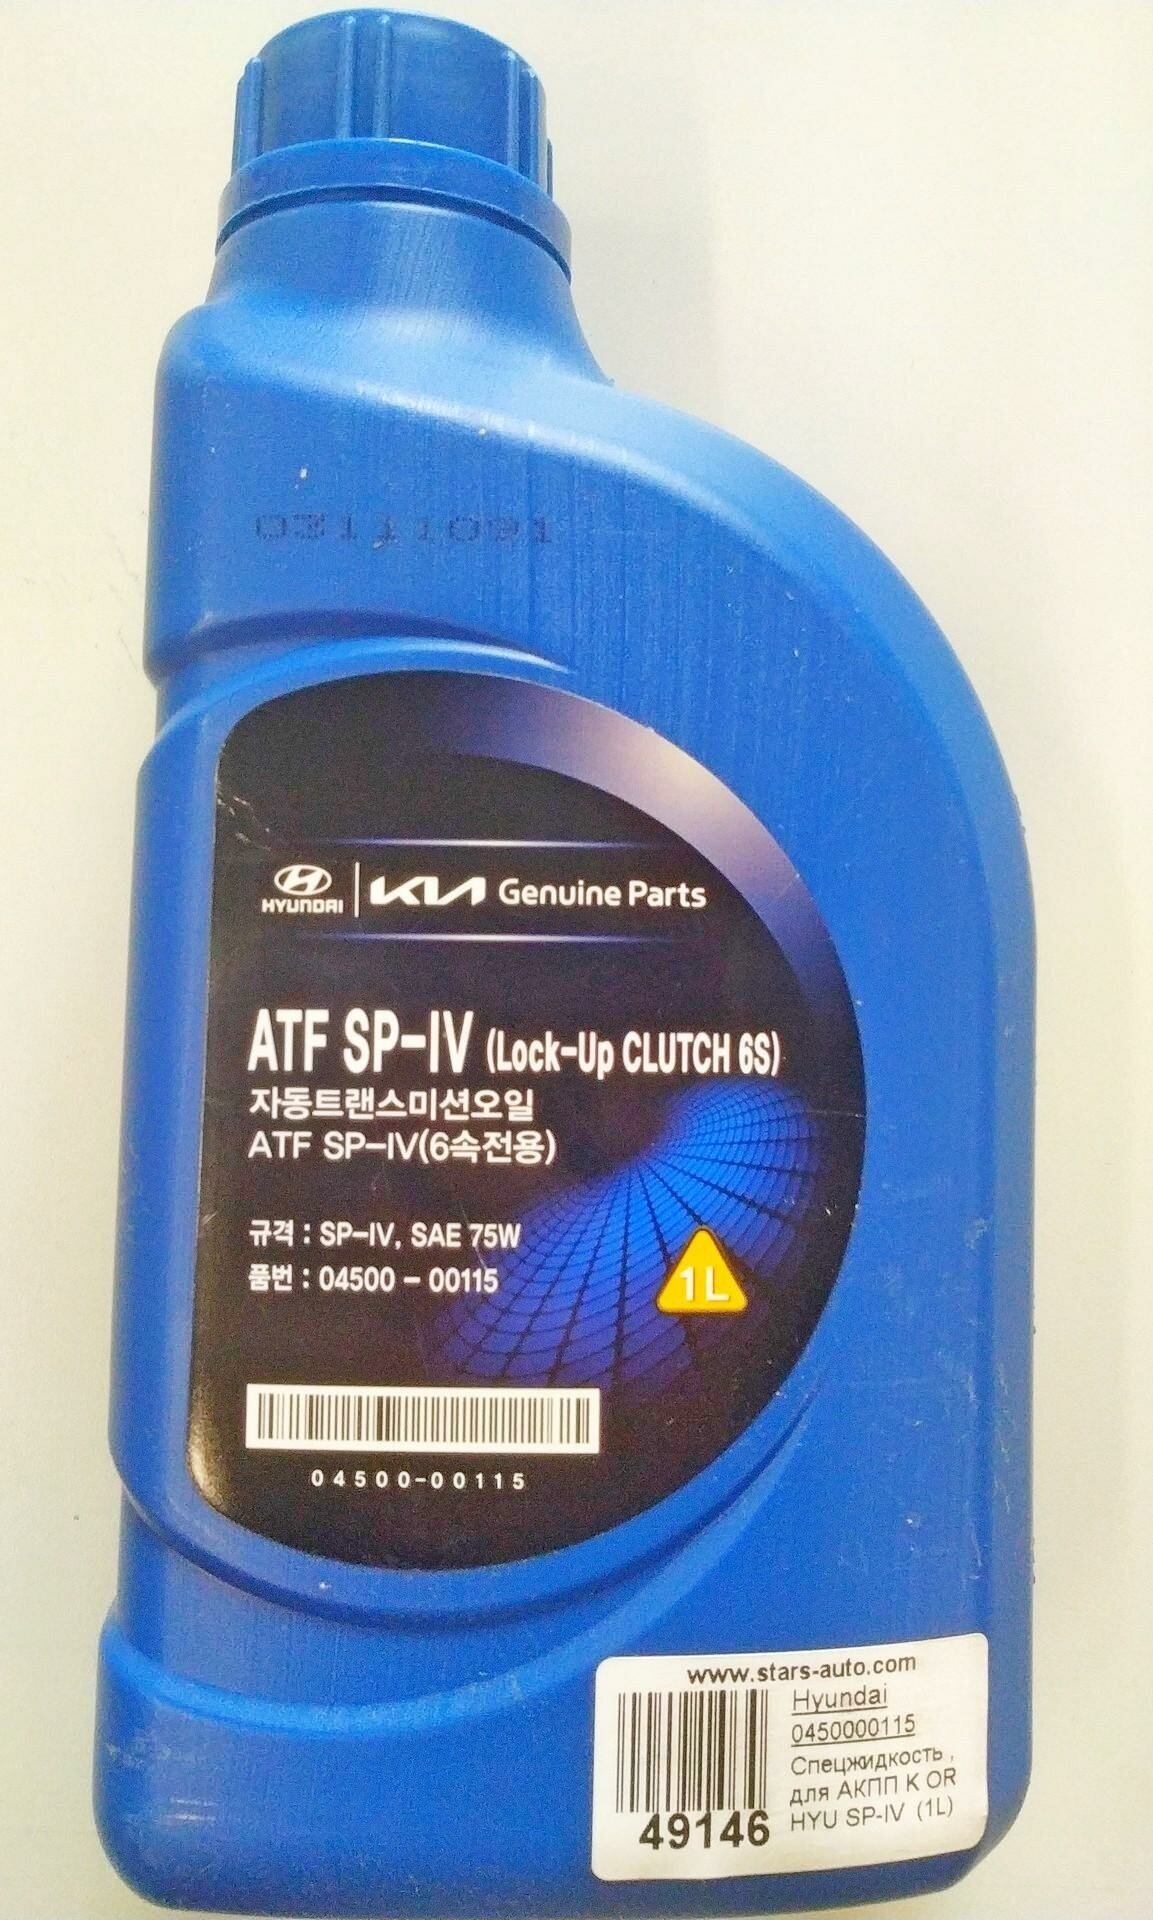 03111091
HYUNDAI KIA Genuine Parts
ATF SP-IV (Lock-Up CLUTCH 6S)
자동트랜스미션오일
ATF SP-IV(6속전용)
규격 : SP-IV, SAE 75W
품번 : 04500 - 00115
1L
04500-00115
www.stars-auto.com
Hyundai
0450000115
Спецжидкость ,
для АКПП K OR
HYU SP-IV (1L)
49146